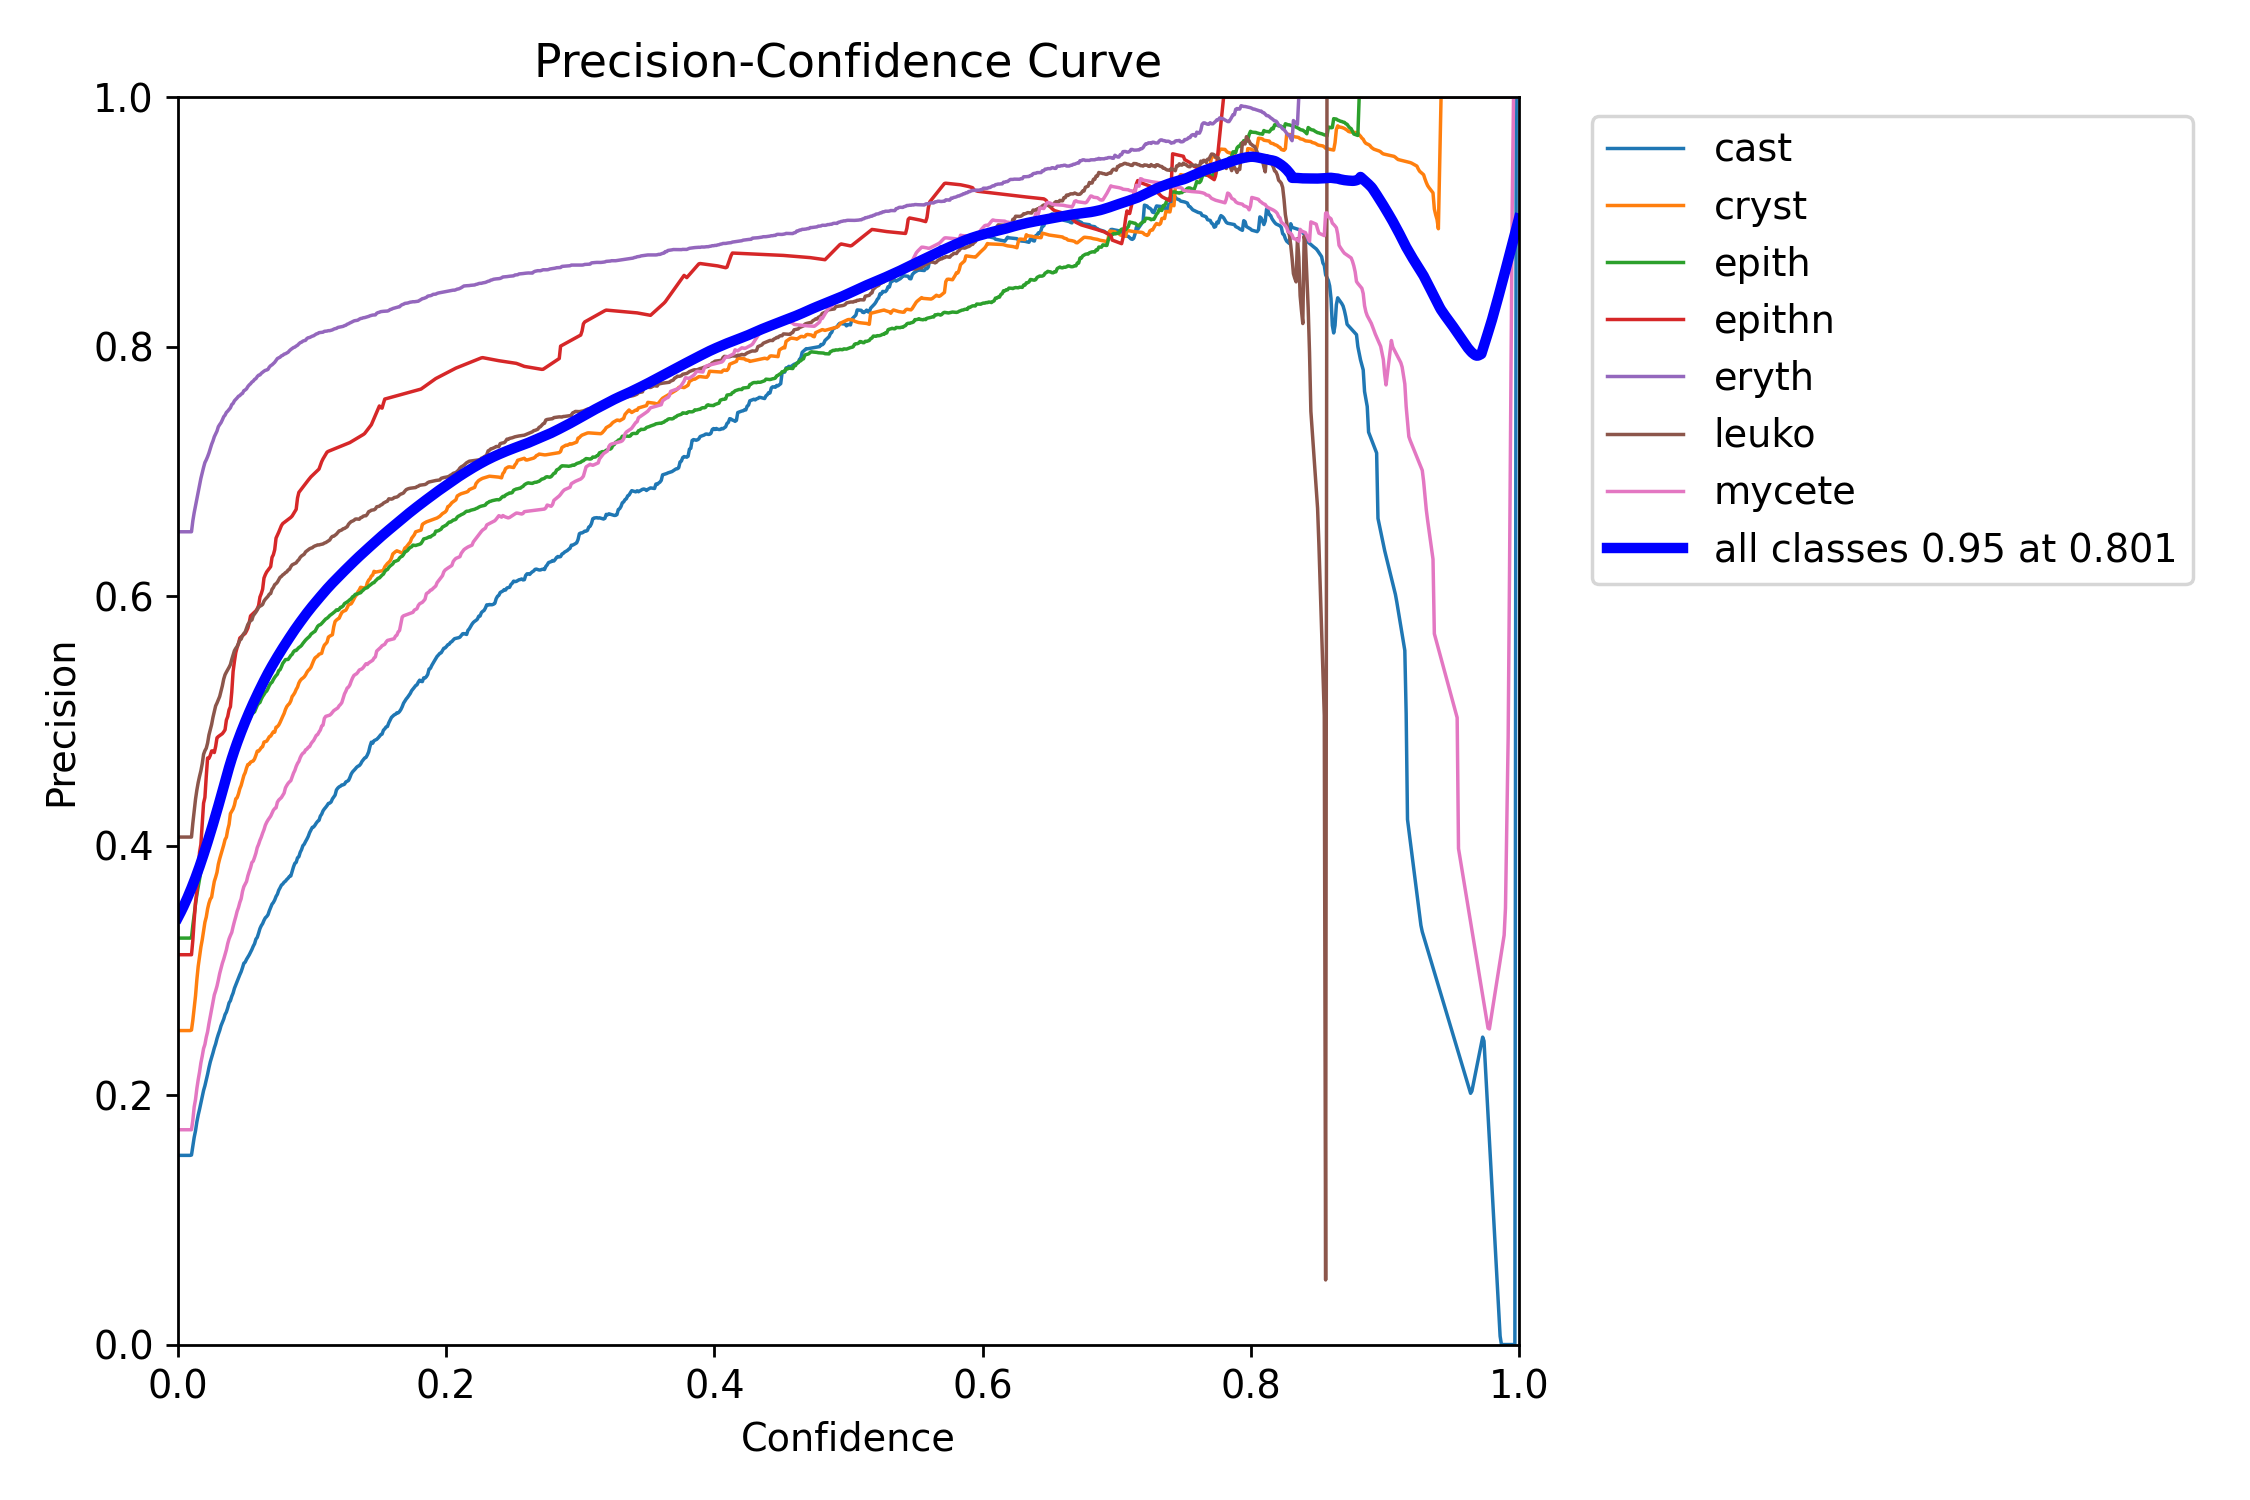 Precision-Confidence Curve
1.0
0.8
0.6
0.4
0.2
0.0
Precision
0.0 0.2 0.4 0.6 0.8 1.0
Confidence
cast
cryst
epith
epithn
eryth
leuko
mycete
all classes 0.95 at 0.801